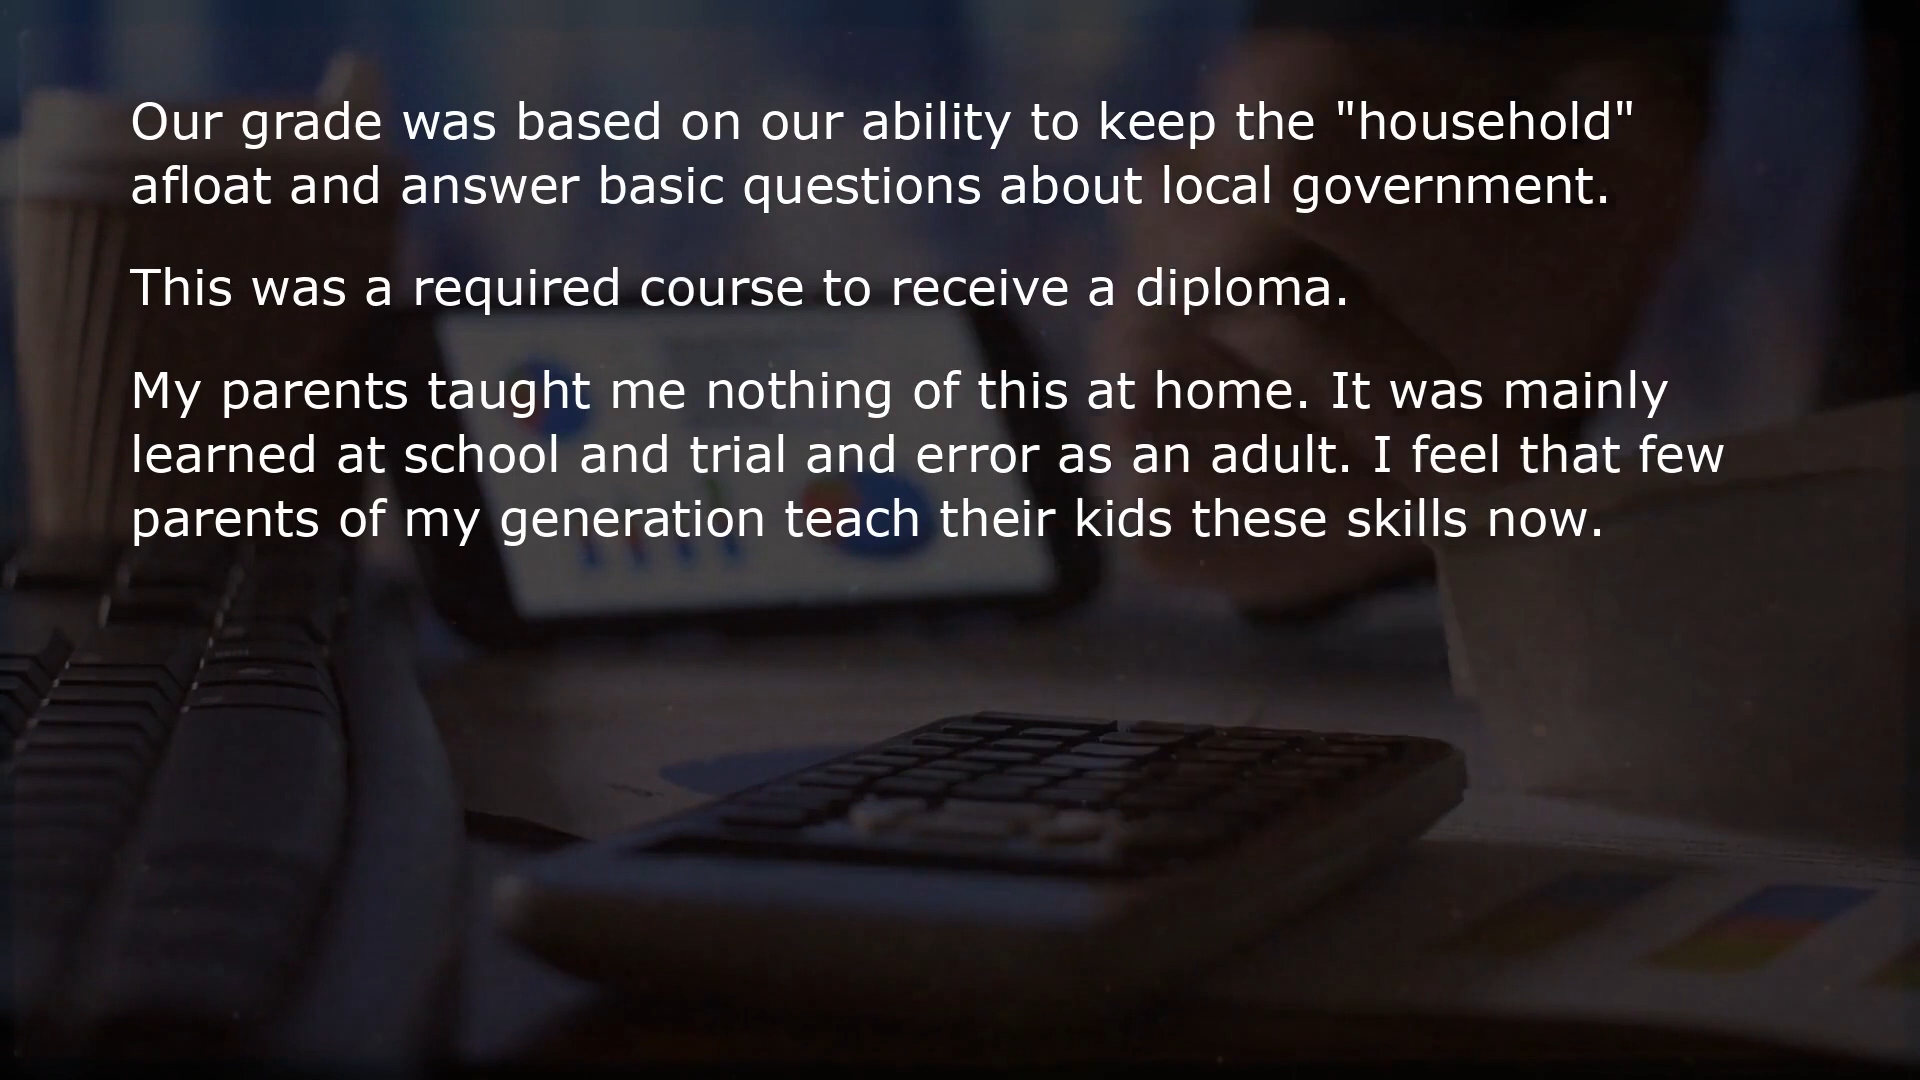 Our grade was based on our ability to keep the "household"
afloat and answer basic questions about local government.
This was a required course to receive a diploma.
My parents taught me nothing of this at home. It was mainly
learned at school and trial and error as an adult. I feel that few
parents of my generation teach their kids these skills now.